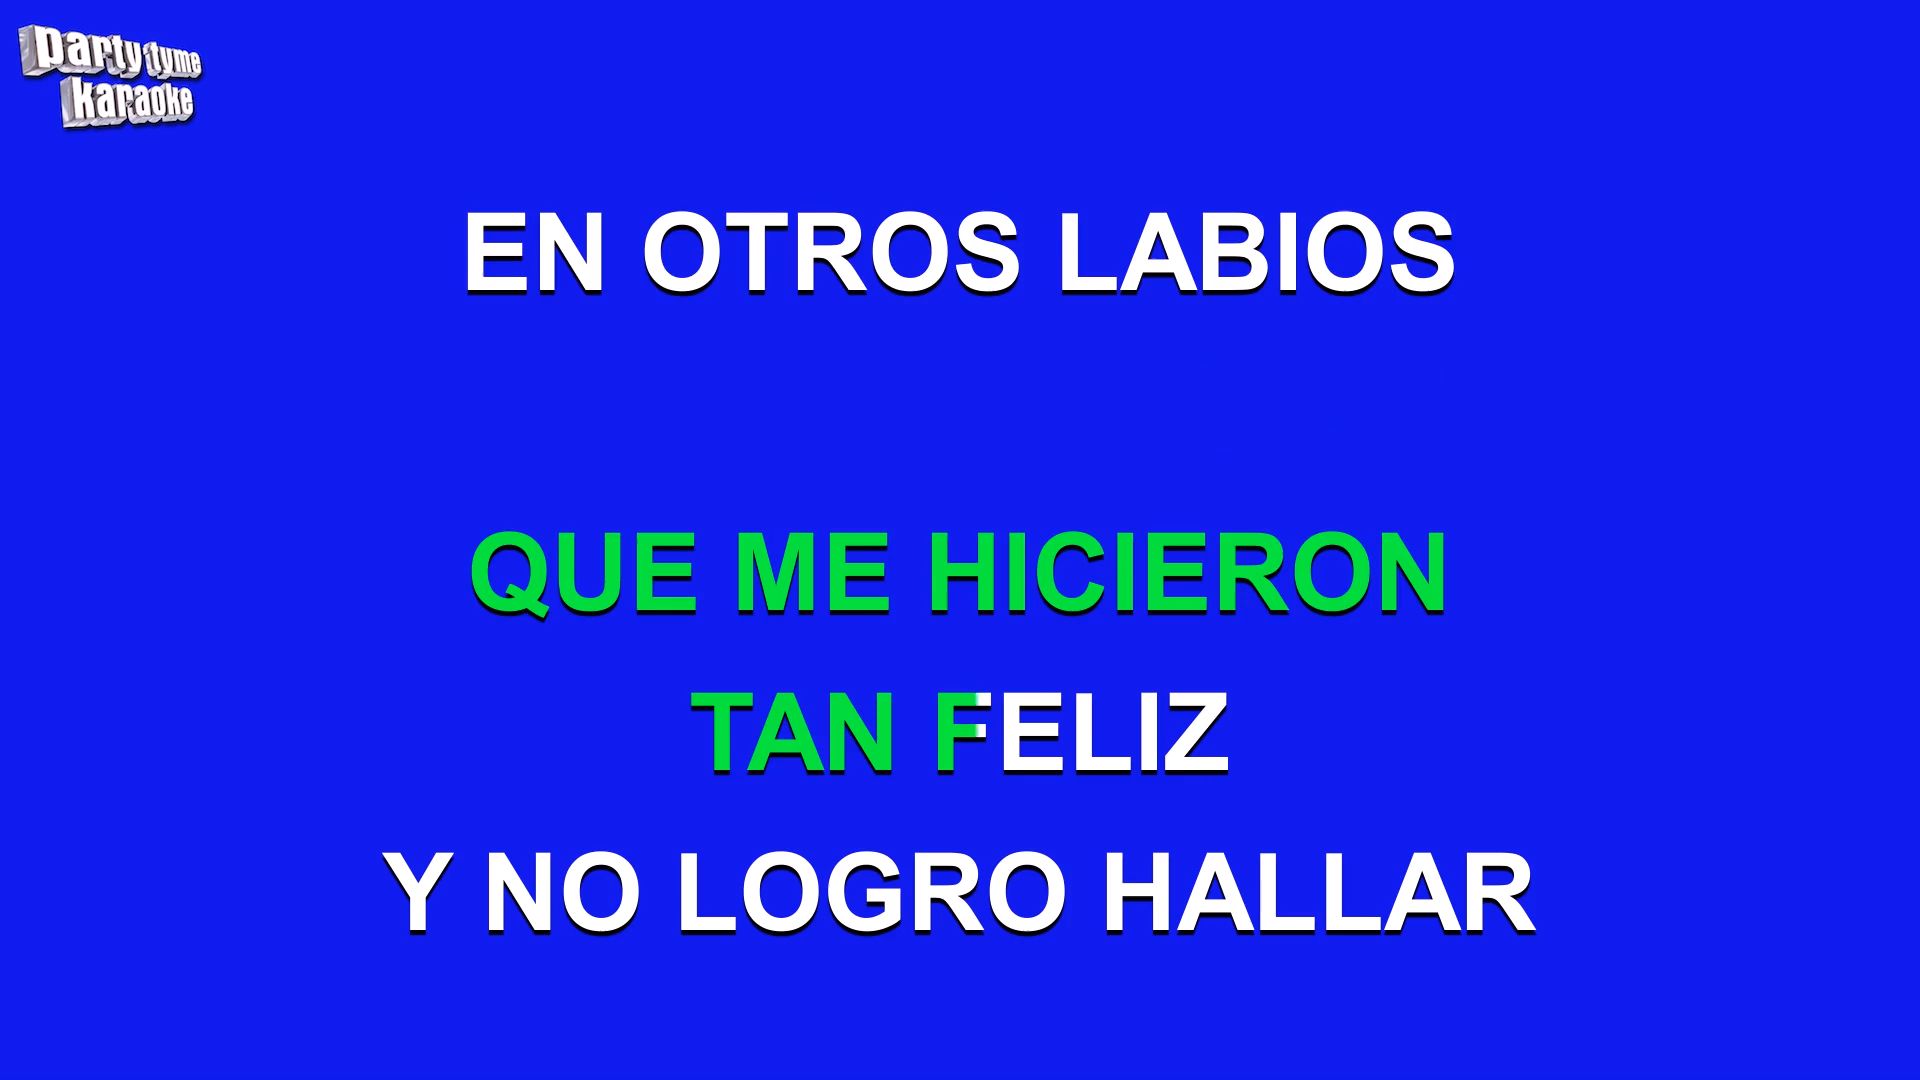 party tyme
karaoke
EN OTROS LABIOS
QUE ME HICIERON
TAN FELIZ
Y NO LOGRO HALLAR